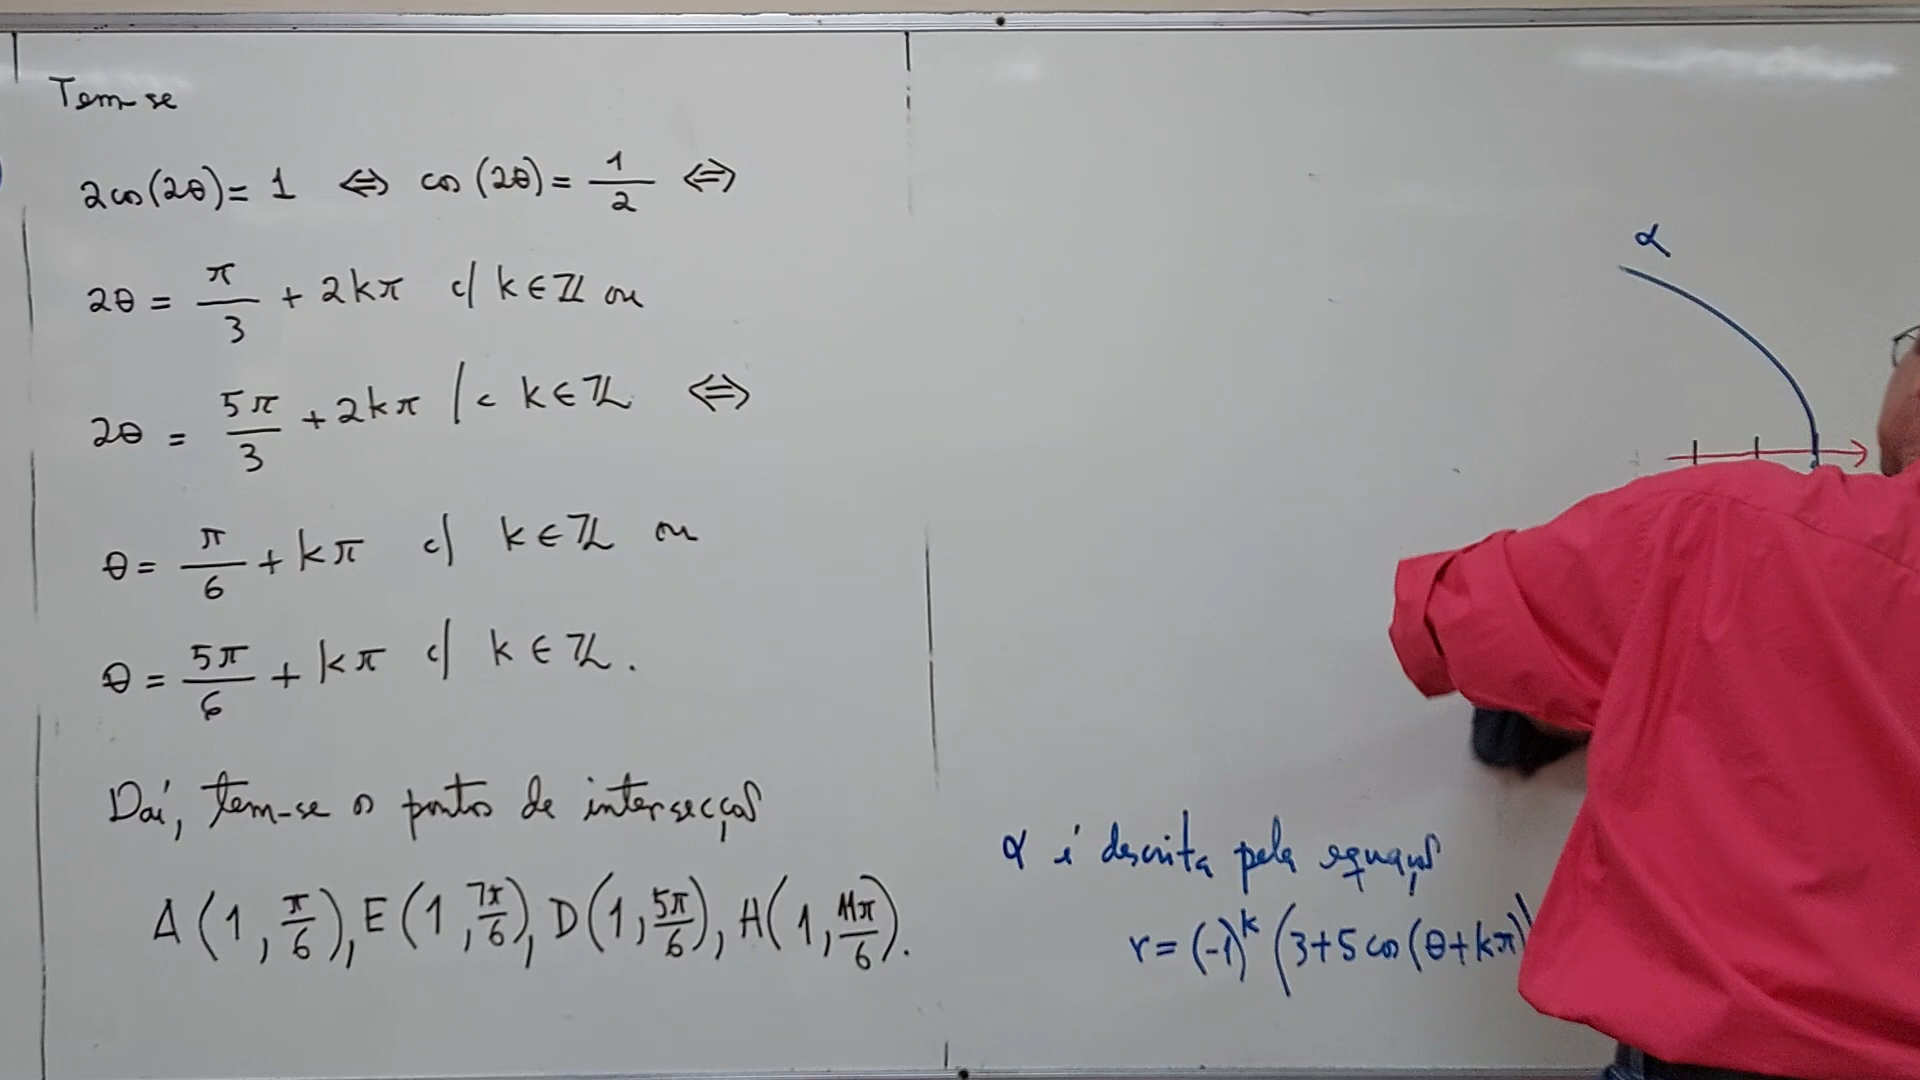 Tem-se
2cos(2θ) = 1 ⇔ cos(2θ) = 1/2 ⇔
2θ = π/3 + 2kπ c/ k ∈ ℤ ou
2θ = 5π/3 + 2kπ /c k ∈ ℤ ⇔
θ = π/6 + kπ c/ k ∈ ℤ ou
θ = 5π/6 + kπ c/ k ∈ ℤ.
Daí, tem-se os pontos de intersecção
A(1, π/6), E(1, 7π/6), D(1, 5π/6), H(1, 11π/6).
α
α é descrita pela equação
r = (-1)^k (3+5cos(θ+kπ)